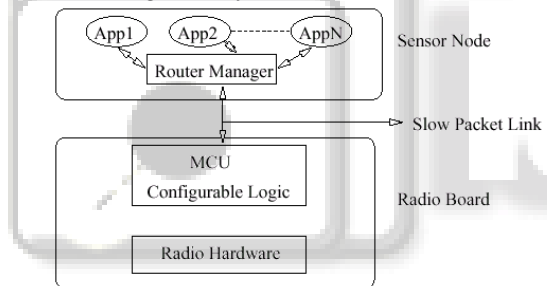 App1 App2 AppN
Sensor Node
Router Manager
Slow Packet Link
MCU
Configurable Logic
Radio Board
Radio Hardware